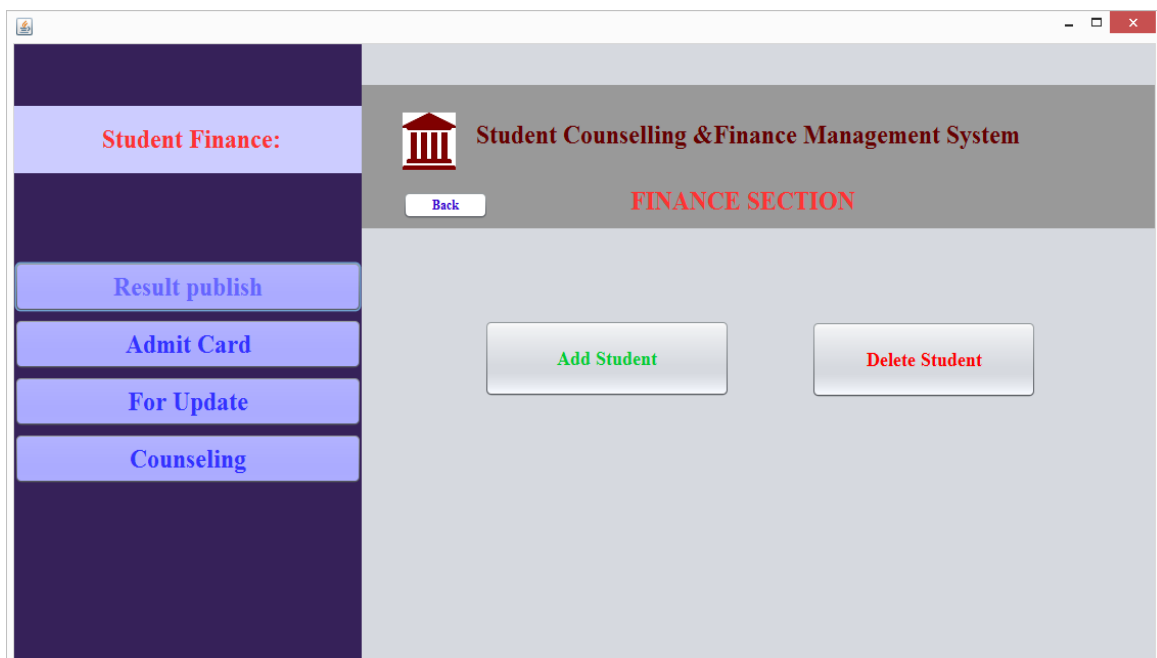 Student Finance:
Student Counselling &Finance Management System
Back
FINANCE SECTION
Result publish
Admit Card
For Update
Counseling
Add Student
Delete Student